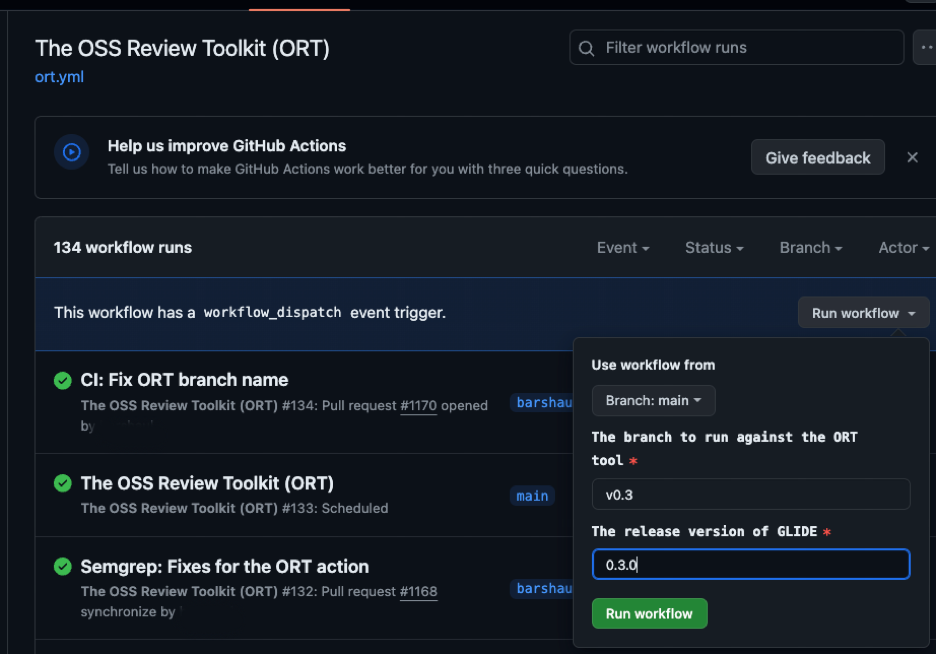 The OSS Review Toolkit (ORT)
ort.yml
Filter workflow runs
Help us improve GitHub Actions
Tell us how to make GitHub Actions work better for you with three quick questions.
Give feedback
134 workflow runs
Event
Status
Branch
Actor
This workflow has a workflow_dispatch event trigger.
Run workflow
CI: Fix ORT branch name
The OSS Review Toolkit (ORT) #134: Pull request #1170 opened
by
barshau
The OSS Review Toolkit (ORT)
The OSS Review Toolkit (ORT) #133: Scheduled
main
Semgrep: Fixes for the ORT action
The OSS Review Toolkit (ORT) #132: Pull request #1168
synchronize by
barshau
Use workflow from
Branch: main
The branch to run against the ORT
tool *
v0.3
The release version of GLIDE *
0.3.0
Run workflow